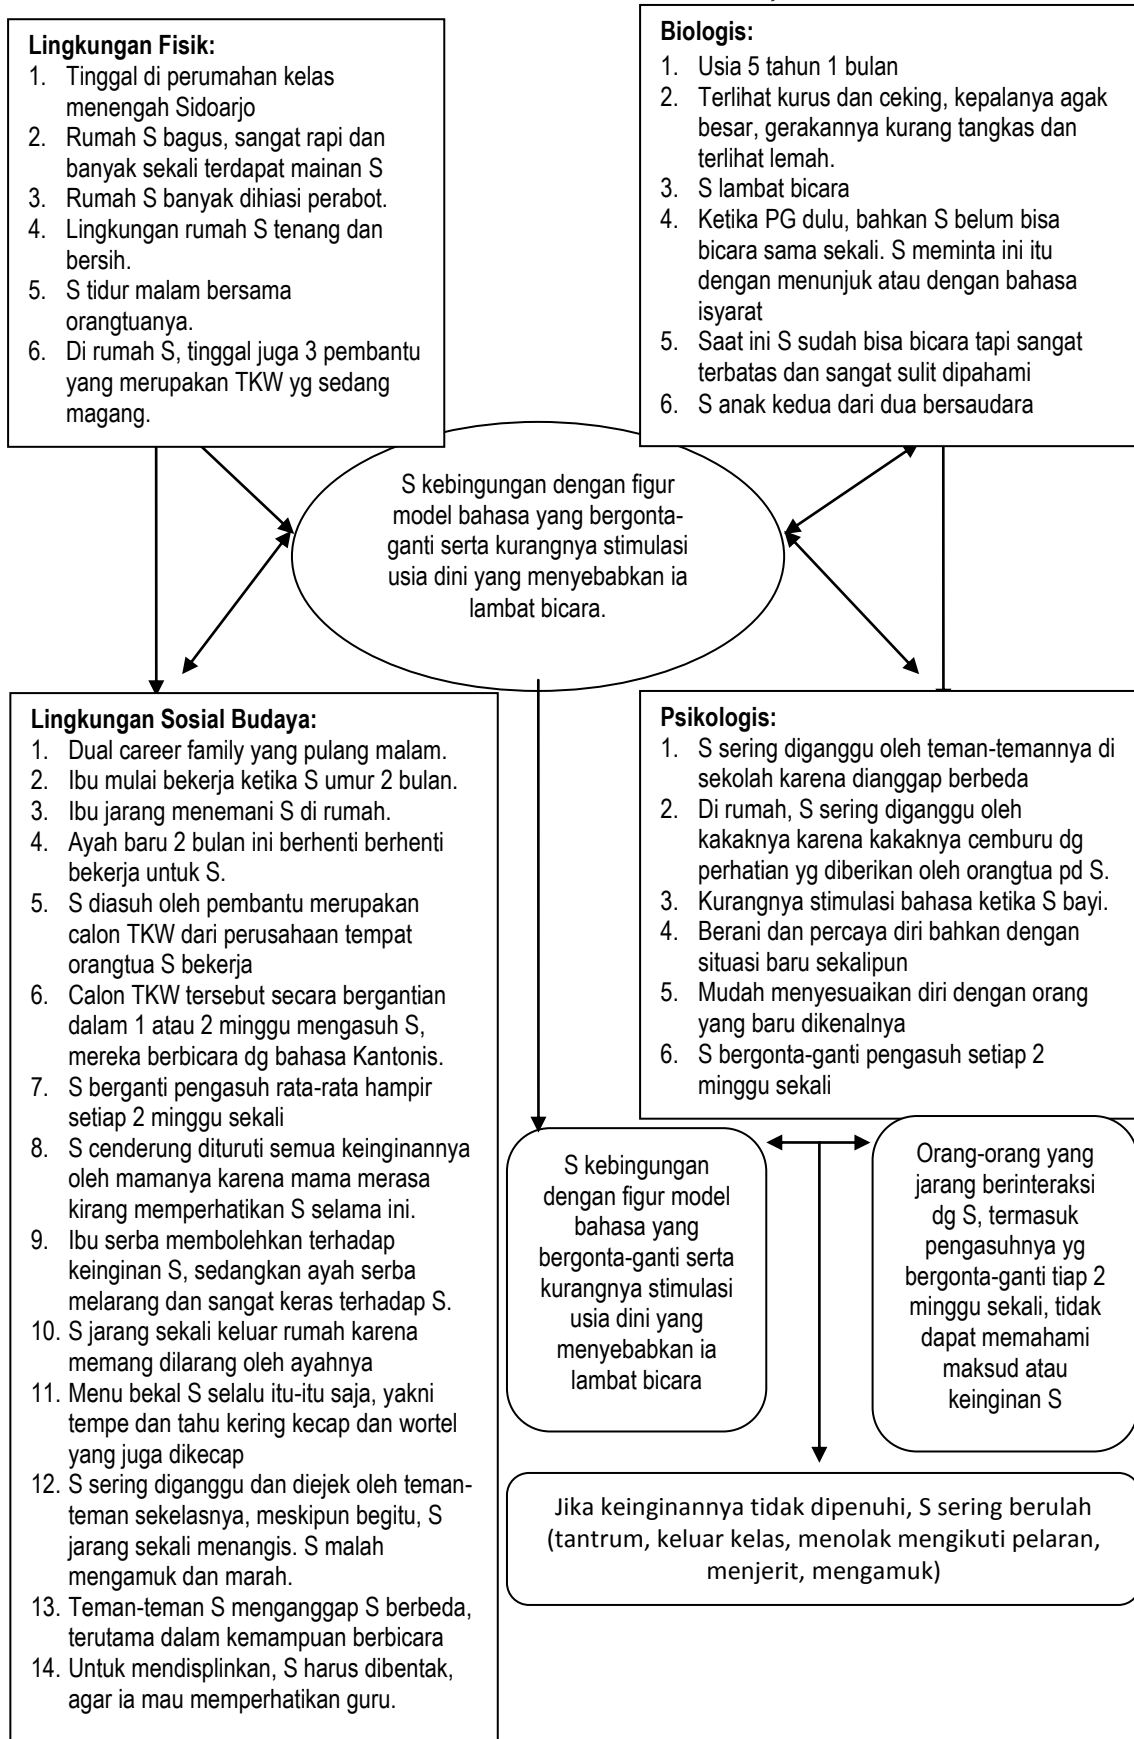 Lingkungan Fisik:
1. Tinggal di perumahan kelas
menengah Sidoarjo
2. Rumah S bagus, sangat rapi dan
banyak sekali terdapat mainan S
3. Rumah S banyak dihiasi perabot.
4. Lingkungan rumah S tenang dan
bersih.
5. S tidur malam bersama
orangtuanya.
6. Di rumah S, tinggal juga 3 pembantu
yang merupakan TKW yg sedang
magang.
Biologis:
1. Usia 5 tahun 1 bulan
2. Terlihat kurus dan ceking, kepalanya agak
besar, gerakannya kurang tangkas dan
terlihat lemah.
3. S lambat bicara
4. Ketika PG dulu, bahkan S belum bisa
bicara sama sekali. S meminta ini itu
dengan menunjuk atau dengan bahasa
isyarat
5. Saat ini S sudah bisa bicara tapi sangat
terbatas dan sangat sulit dipahami
6. S anak kedua dari dua bersaudara
S kebingungan dengan figur
model bahasa yang bergonta-
ganti serta kurangnya stimulasi
usia dini yang menyebabkan ia
lambat bicara.
Lingkungan Sosial Budaya:
1. Dual career family yang pulang malam.
2. Ibu mulai bekerja ketika S umur 2 bulan.
3. Ibu jarang menemani S di rumah.
4. Ayah baru 2 bulan ini berhenti berhenti
bekerja untuk S.
5. S diasuh oleh pembantu merupakan
calon TKW dari perusahaan tempat
orangtua S bekerja
6. Calon TKW tersebut secara bergantian
dalam 1 atau 2 minggu mengasuh S,
mereka berbicara dg bahasa Kantonis.
7. S berganti pengasuh rata-rata hampir
setiap 2 minggu sekali
8. S cenderung dituruti semua keinginannya
oleh mamanya karena mama merasa
kirang memperhatikan S selama ini.
9. Ibu serba membolehkan terhadap
keinginan S, sedangkan ayah serba
melarang dan sangat keras terhadap S.
10. S jarang sekali keluar rumah karena
memang dilarang oleh ayahnya
11. Menu bekal S selalu itu-itu saja, yakni
tempe dan tahu kering kecap dan wortel
yang juga dikecap
12. S sering diganggu dan diejek oleh teman-
teman sekelasnya, meskipun begitu, S
jarang sekali menangis. S malah
mengamuk dan marah.
13. Teman-teman S menganggap S berbeda,
terutama dalam kemampuan berbicara
14. Untuk mendisplinkan, S harus dibentak,
agar ia mau memperhatikan guru.
Psikologis:
1. S sering diganggu oleh teman-temannya di
sekolah karena dianggap berbeda
2. Di rumah, S sering diganggu oleh
kakaknya karena kakaknya cemburu dg
perhatian yg diberikan oleh orangtua pd S.
3. Kurangnya stimulasi bahasa ketika S bayi.
4. Berani dan percaya diri bahkan dengan
situasi baru sekalipun
5. Mudah menyesuaikan diri dengan orang
yang baru dikenalnya
6. S bergonta-ganti pengasuh setiap 2
minggu sekali
S kebingungan
dengan figur model
bahasa yang
bergonta-ganti serta
kurangnya stimulasi
usia dini yang
menyebabkan ia
lambat bicara
Orang-orang yang
jarang berinteraksi
dg S, termasuk
pengasuhnya yg
bergonta-ganti tiap 2
minggu sekali, tidak
dapat memahami
maksud atau
keinginan S
Jika keinginannya tidak dipenuhi, S sering berulah
(tantrum, keluar kelas, menolak mengikuti pelaran,
menjerit, mengamuk)